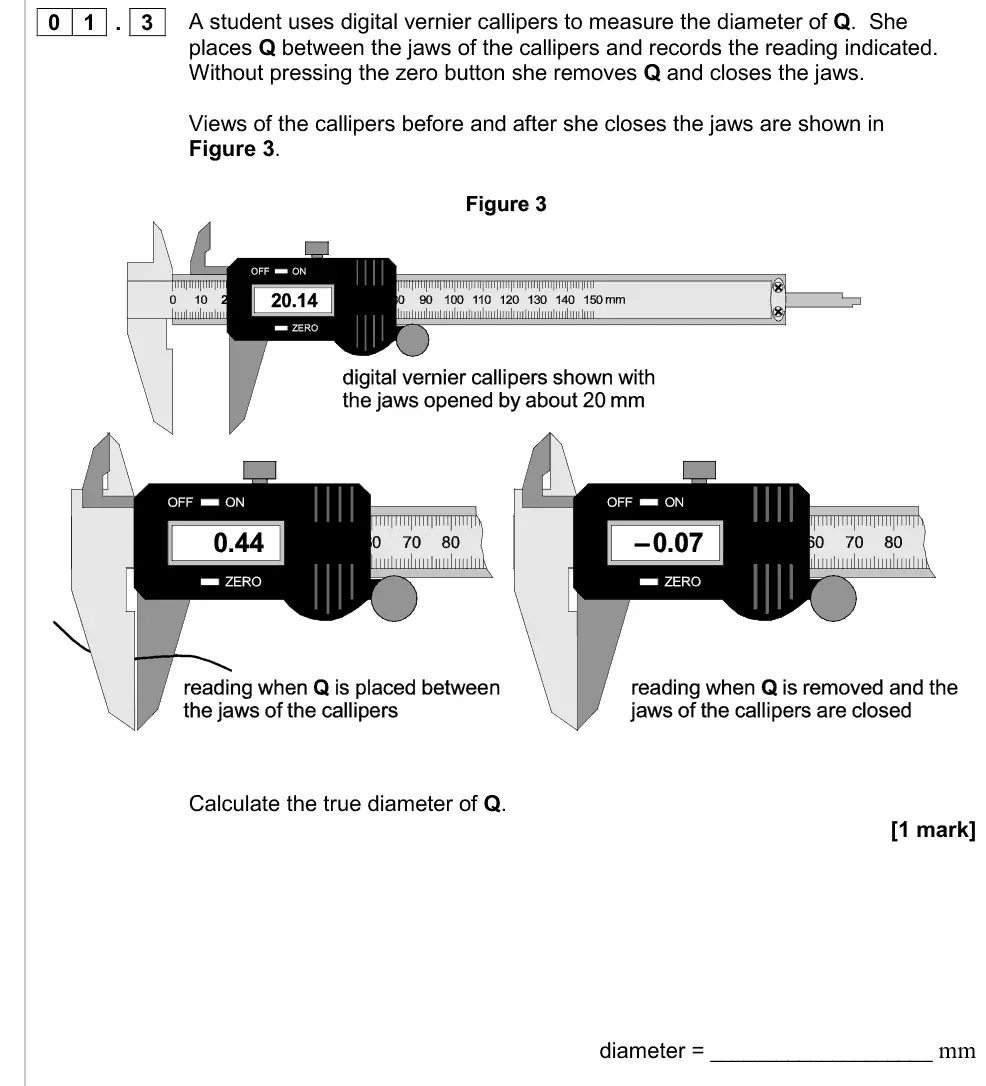 0 1 . 3 A student uses digital vernier callipers to measure the diameter of Q. She
places Q between the jaws of the callipers and records the reading indicated.
Without pressing the zero button she removes Q and closes the jaws.
Views of the callipers before and after she closes the jaws are shown in
Figure 3.
Figure 3
OFF ON
0 10 2 20.14 0 90 100 110 120 130 140 150 mm
ZERO
digital vernier callipers shown with
the jaws opened by about 20 mm
OFF ON
0.44 0 70 80
ZERO
reading when Q is placed between
the jaws of the callipers
OFF ON
−0.07 60 70 80
ZERO
reading when Q is removed and the
jaws of the callipers are closed
Calculate the true diameter of Q.
[1 mark]
diameter = ____________________ mm